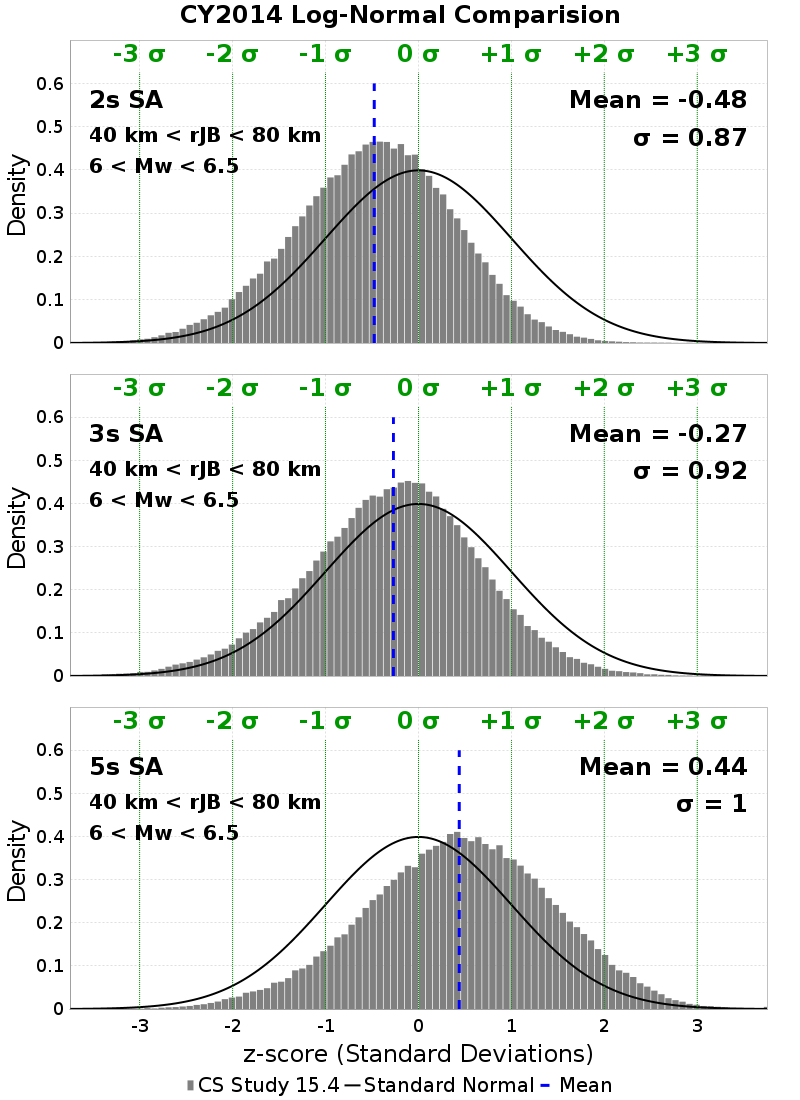 CY2014 Log-Normal Comparision
-3 σ -2 σ -1 σ 0 σ +1 σ +2 σ +3 σ
0.6
2s SA Mean = -0.48
0.5
40 km < rJB < 80 km σ = 0.87
6 < Mw < 6.5
0.4
0.3
0.2
0.1
0
Density
-3 σ -2 σ -1 σ 0 σ +1 σ +2 σ +3 σ
0.6
3s SA Mean = -0.27
0.5
40 km < rJB < 80 km σ = 0.92
6 < Mw < 6.5
0.4
0.3
0.2
0.1
0
Density
-3 σ -2 σ -1 σ 0 σ +1 σ +2 σ +3 σ
0.6
5s SA Mean = 0.44
0.5
40 km < rJB < 80 km σ = 1
6 < Mw < 6.5
0.4
0.3
0.2
0.1
0
Density
-3 -2 -1 0 1 2 3
z-score (Standard Deviations)
CS Study 15.4 Standard Normal Mean